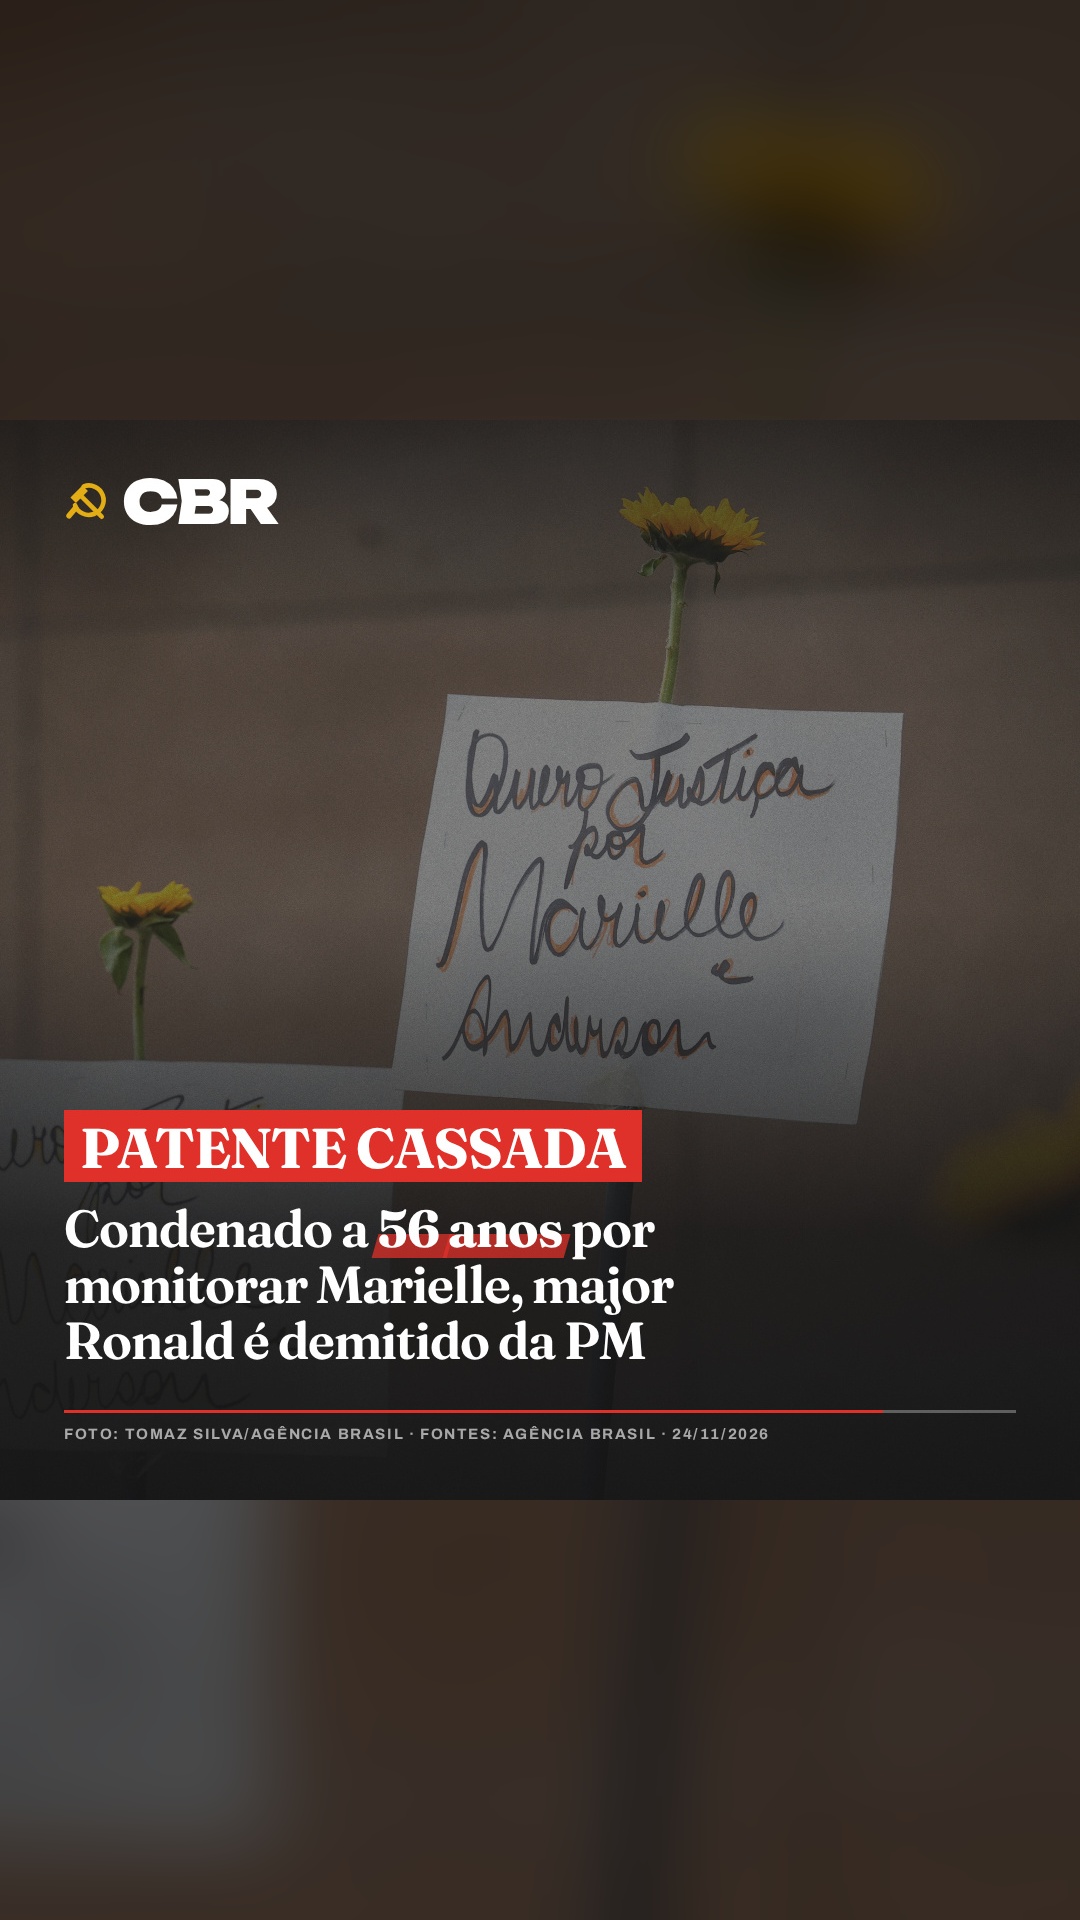 CBR
Quero Justiça
por
Marielle
e
Anderson
PATENTE CASSADA
Condenado a 56 anos por
monitorar Marielle, major
Ronald é demitido da PM
FOTO: TOMAZ SILVA/AGÊNCIA BRASIL · FONTES: AGÊNCIA BRASIL · 24/11/2026